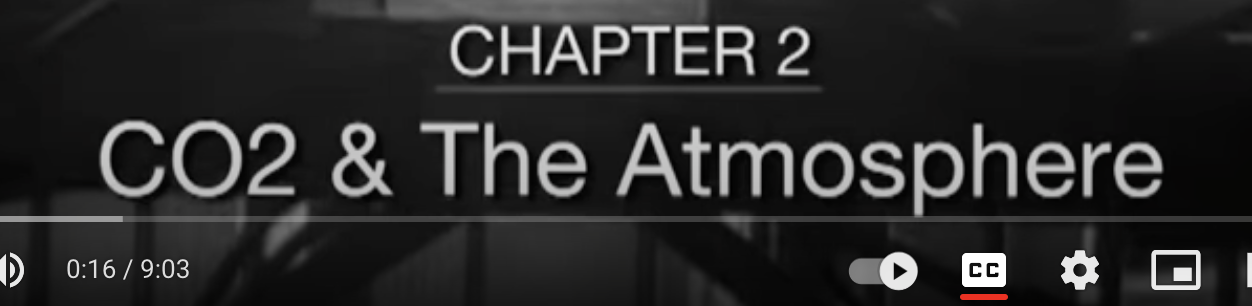 CHAPTER 2
CO2 & The Atmosphere
0:16 / 9:03
CC